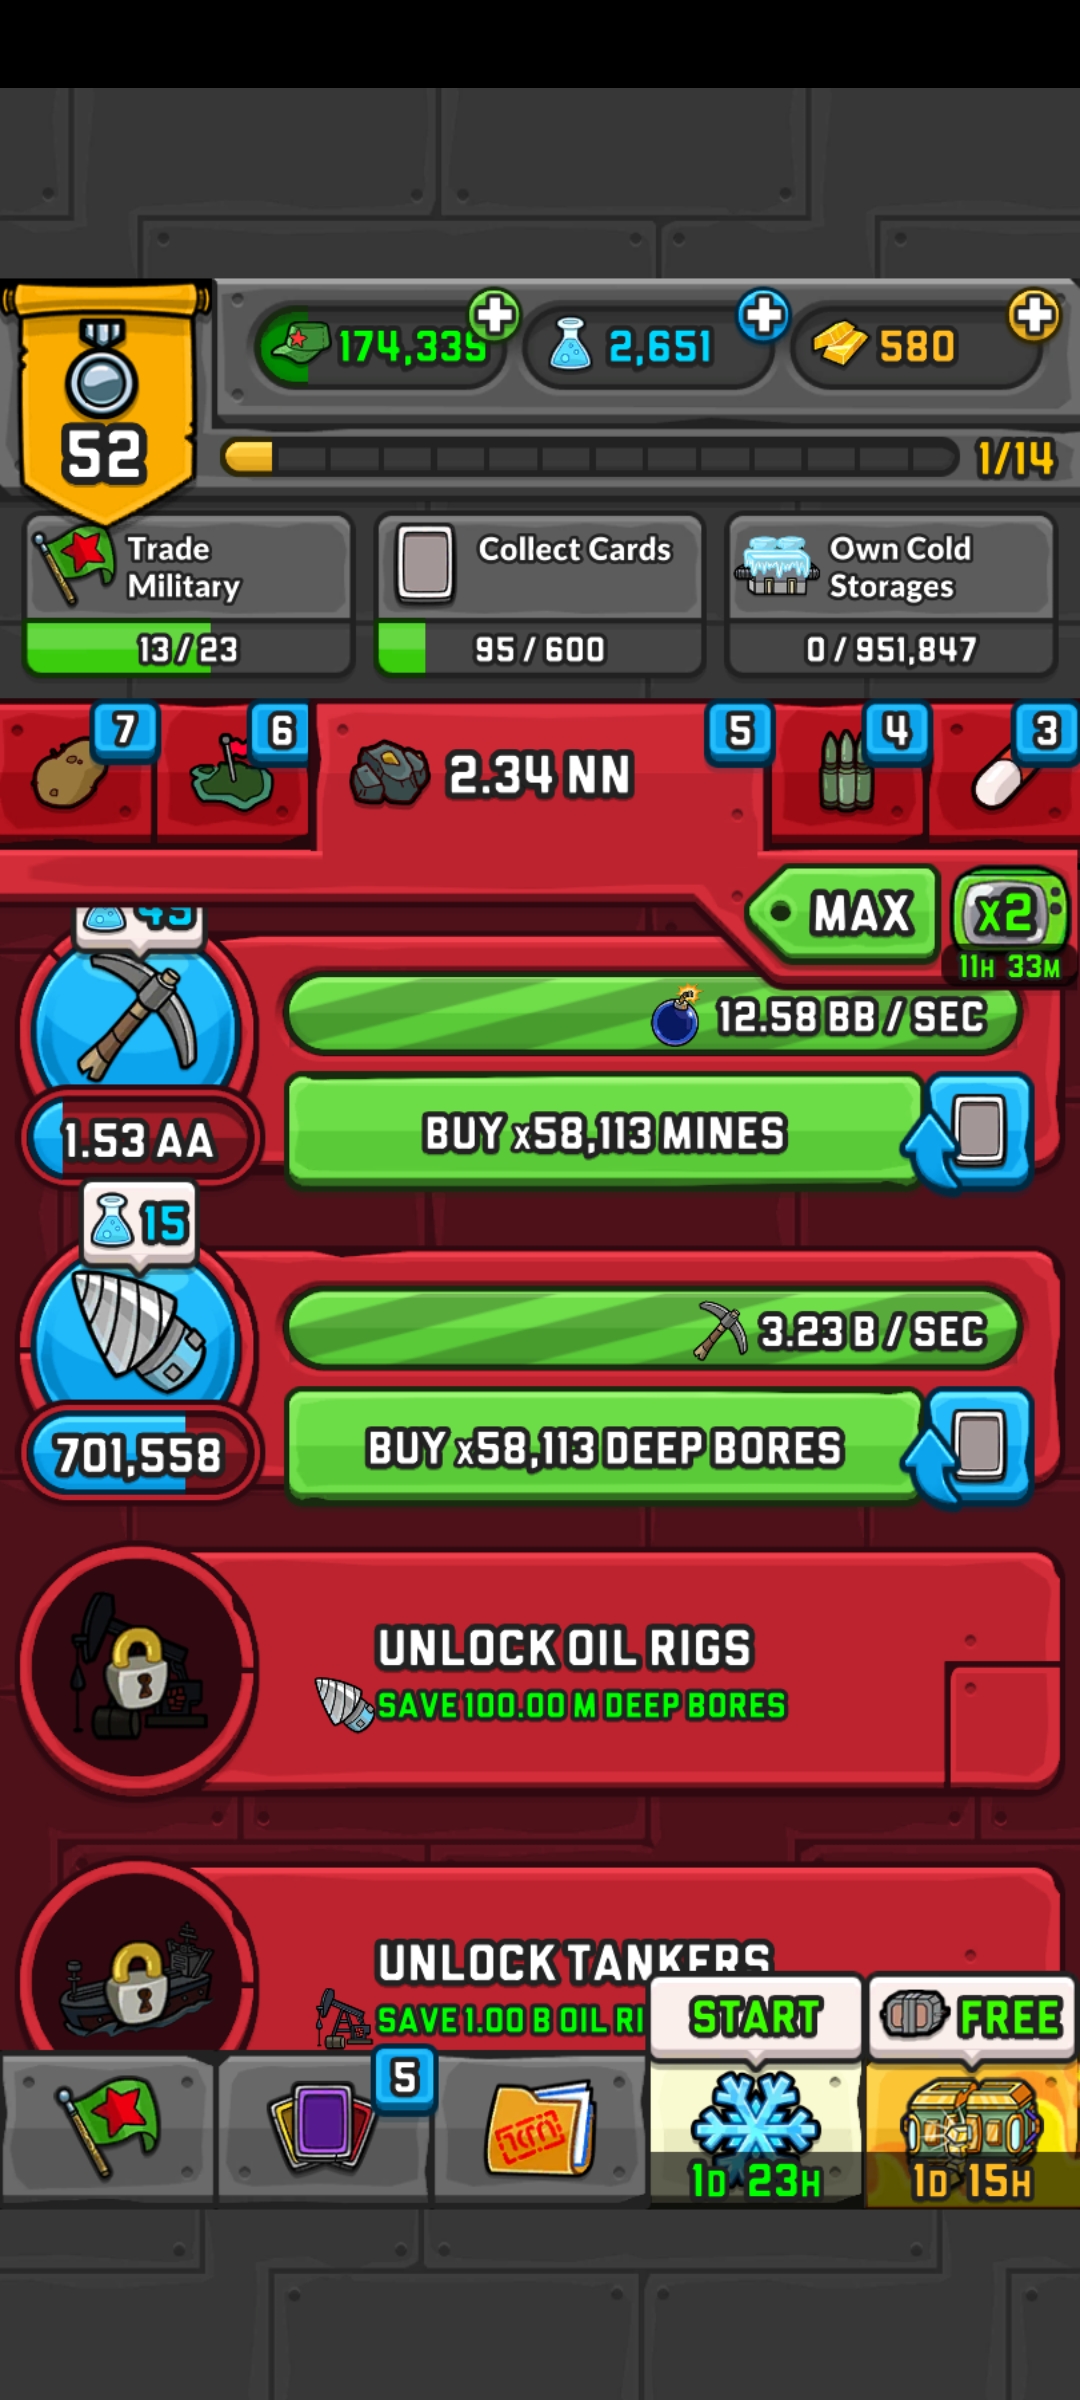 174,339
2,651
580
52
1/14
Trade
Military
13/23
Collect Cards
95/600
Own Cold
Storages
0/951,847
7
6
2.34 NN
5
4
3
MAX
x2
11H 33M
45
12.58 BB/SEC
1.53 AA
BUY x58,113 MINES
15
3.23 B/SEC
701,558
BUY x58,113 DEEP BORES
UNLOCK OIL RIGS
SAVE 100.00 M DEEP BORES
UNLOCK TANKERS
SAVE 1.00 B OIL RI
START
FREE
5
1D 23H
1D 15H